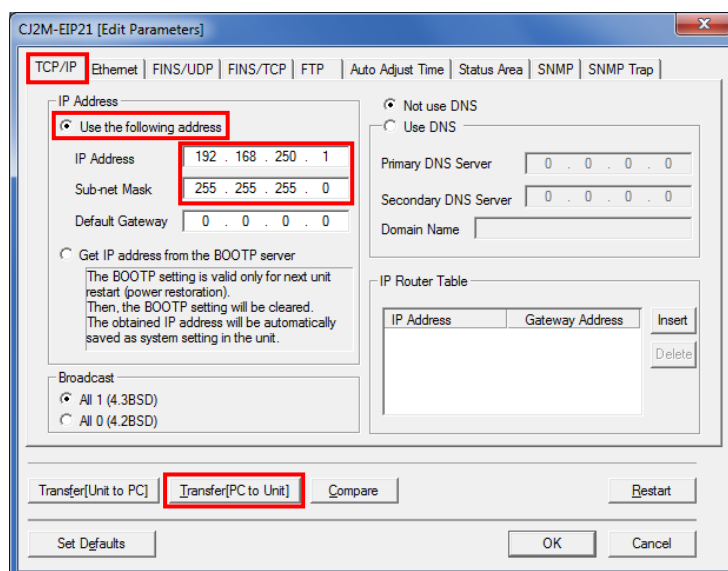 CJ2M-EIP21 [Edit Parameters]
TCP/IP Ethernet FINS/UDP FINS/TCP FTP Auto Adjust Time Status Area SNMP SNMP Trap
IP Address
Use the following address
IP Address 192 . 168 . 250 . 1
Sub-net Mask 255 . 255 . 255 . 0
Default Gateway 0 . 0 . 0 . 0
Get IP address from the BOOTP server
The BOOTP setting is valid only for next unit
restart (power restoration).
Then, the BOOTP setting will be cleared.
The obtained IP address will be automatically
saved as system setting in the unit.
Broadcast
All 1 (4.3BSD)
All 0 (4.2BSD)
Not use DNS
Use DNS
Primary DNS Server 0 . 0 . 0 . 0
Secondary DNS Server 0 . 0 . 0 . 0
Domain Name
IP Router Table
IP Address Gateway Address
Insert
Delete
Transfer[Unit to PC] Transfer[PC to Unit] Compare Restart
Set Defaults OK Cancel